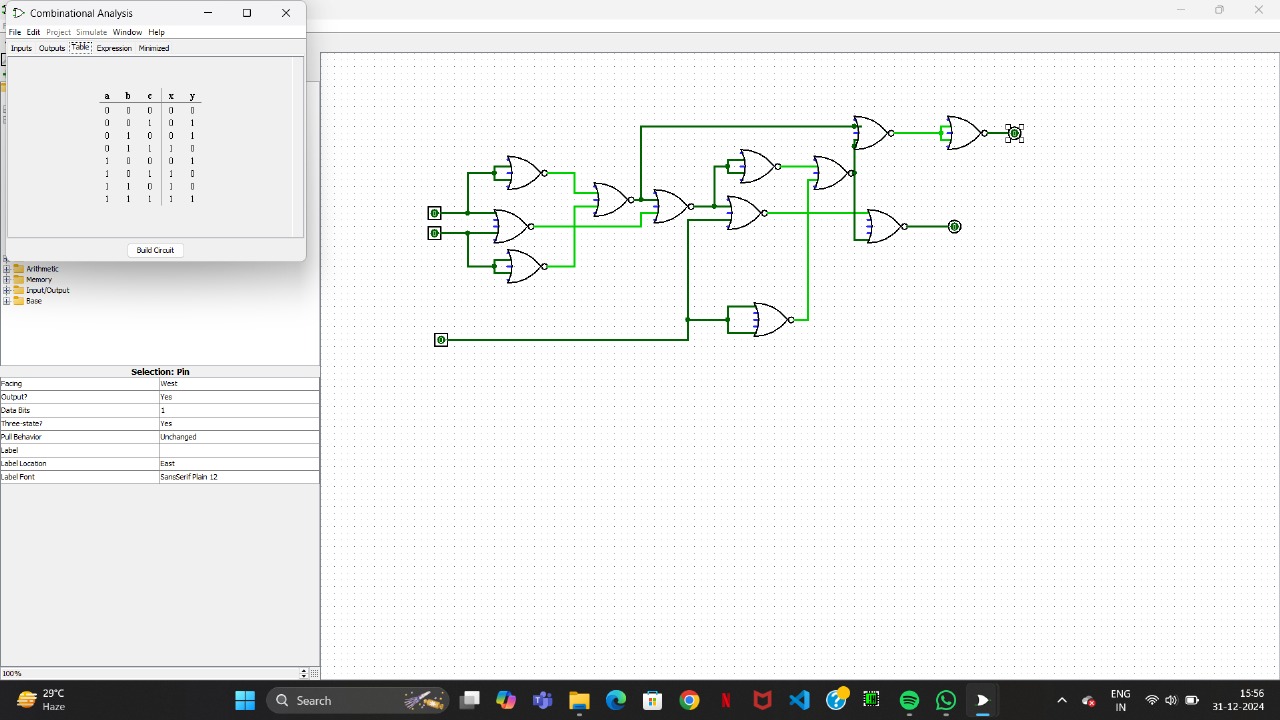 Combinational Analysis
File Edit Project Simulate Window Help
Inputs Outputs Table Expression Minimized
a b c x y
0 0 0 0 0
0 0 1 0 1
0 1 0 0 1
0 1 1 1 0
1 0 0 0 1
1 0 1 1 0
1 1 0 1 0
1 1 1 1 1
Build Circuit
Arithmetic
Memory
Input/Output
Base
Selection: Pin
Facing West
Output? Yes
Data Bits 1
Three-state? Yes
Pull Behavior Unchanged
Label
Label Location East
Label Font SansSerif Plain 12
100%
29°C
Haze
Search
ENG
IN
15:56
31-12-2024